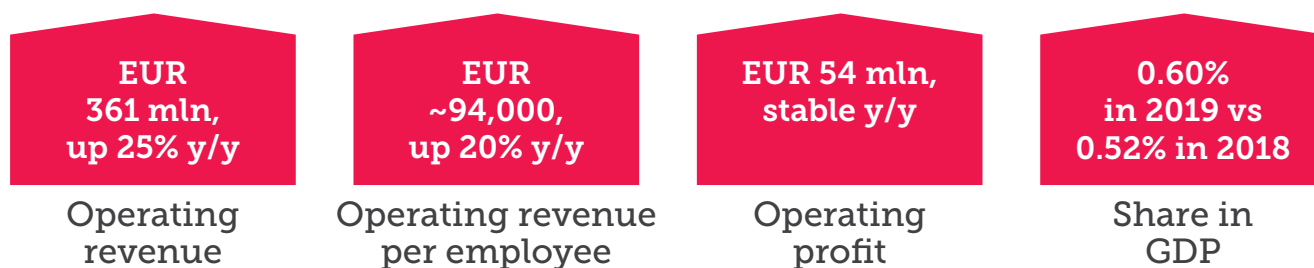 EUR
361 mln,
up 25% y/y
Operating
revenue
EUR
~94,000,
up 20% y/y
Operating revenue
per employee
EUR 54 mln,
stable y/y
Operating
profit
0.60%
in 2019 vs
0.52% in 2018
Share in
GDP